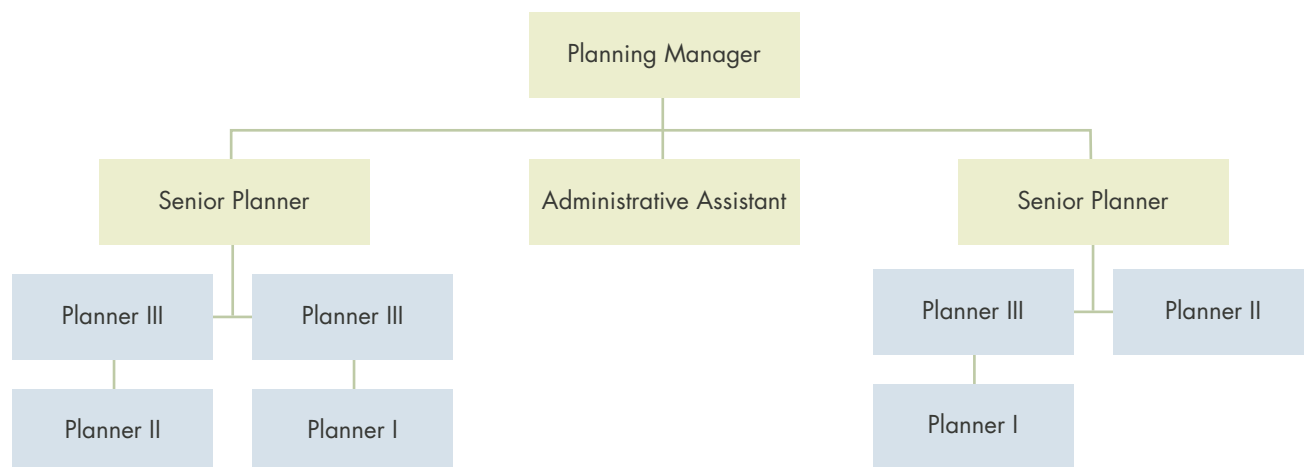 Planning Manager
Senior Planner
Administrative Assistant
Senior Planner
Planner III
Planner III
Planner III
Planner II
Planner II
Planner I
Planner I